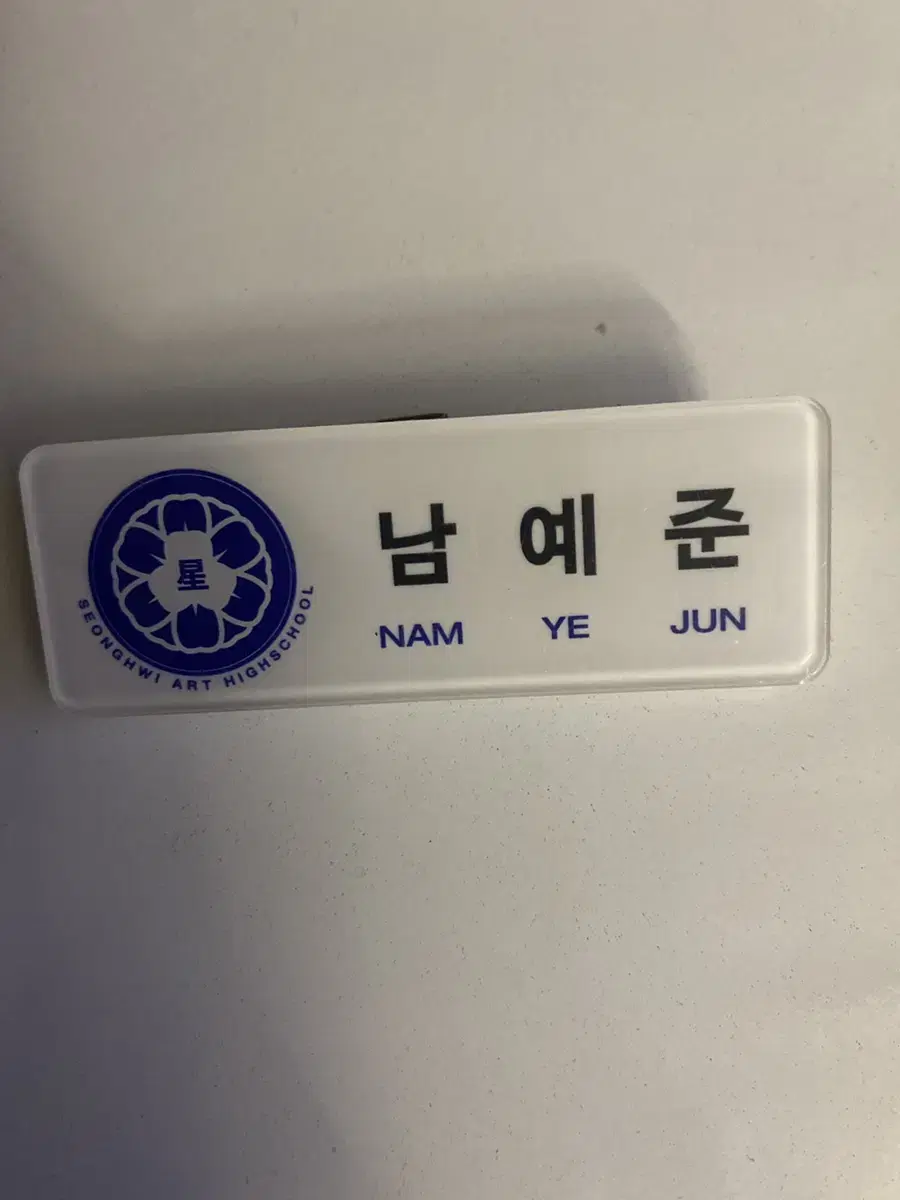 星
SEONGHWI ART HIGHSCHOOL
남 예 준
NAM YE JUN